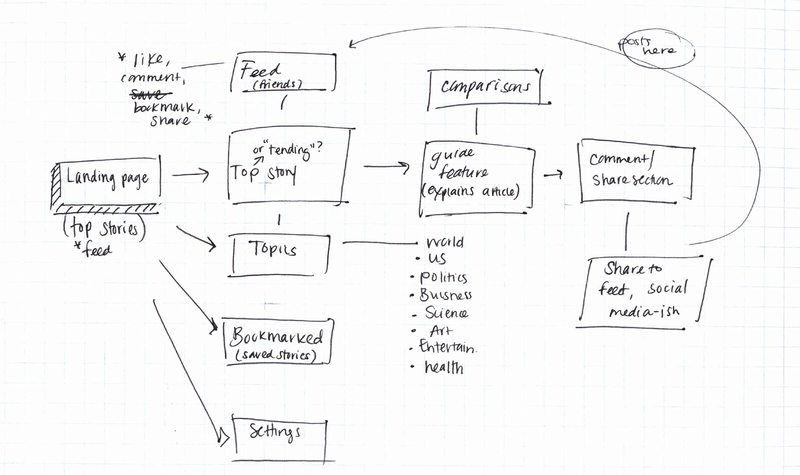 * like,
comment,
save
bookmark,
share *
Feed
(friends)
posts
here
comparisons
or "tending"?
Top story
guide
feature
(explains article)
comment/
share section
Landing page
(top stories)
*feed
Topics
• World
• US
• politics
• Buisness
• Science
• Art
• Entertain.
• health
Share to
feed, social
media-ish
Bookmarked
(saved stories)
Settings